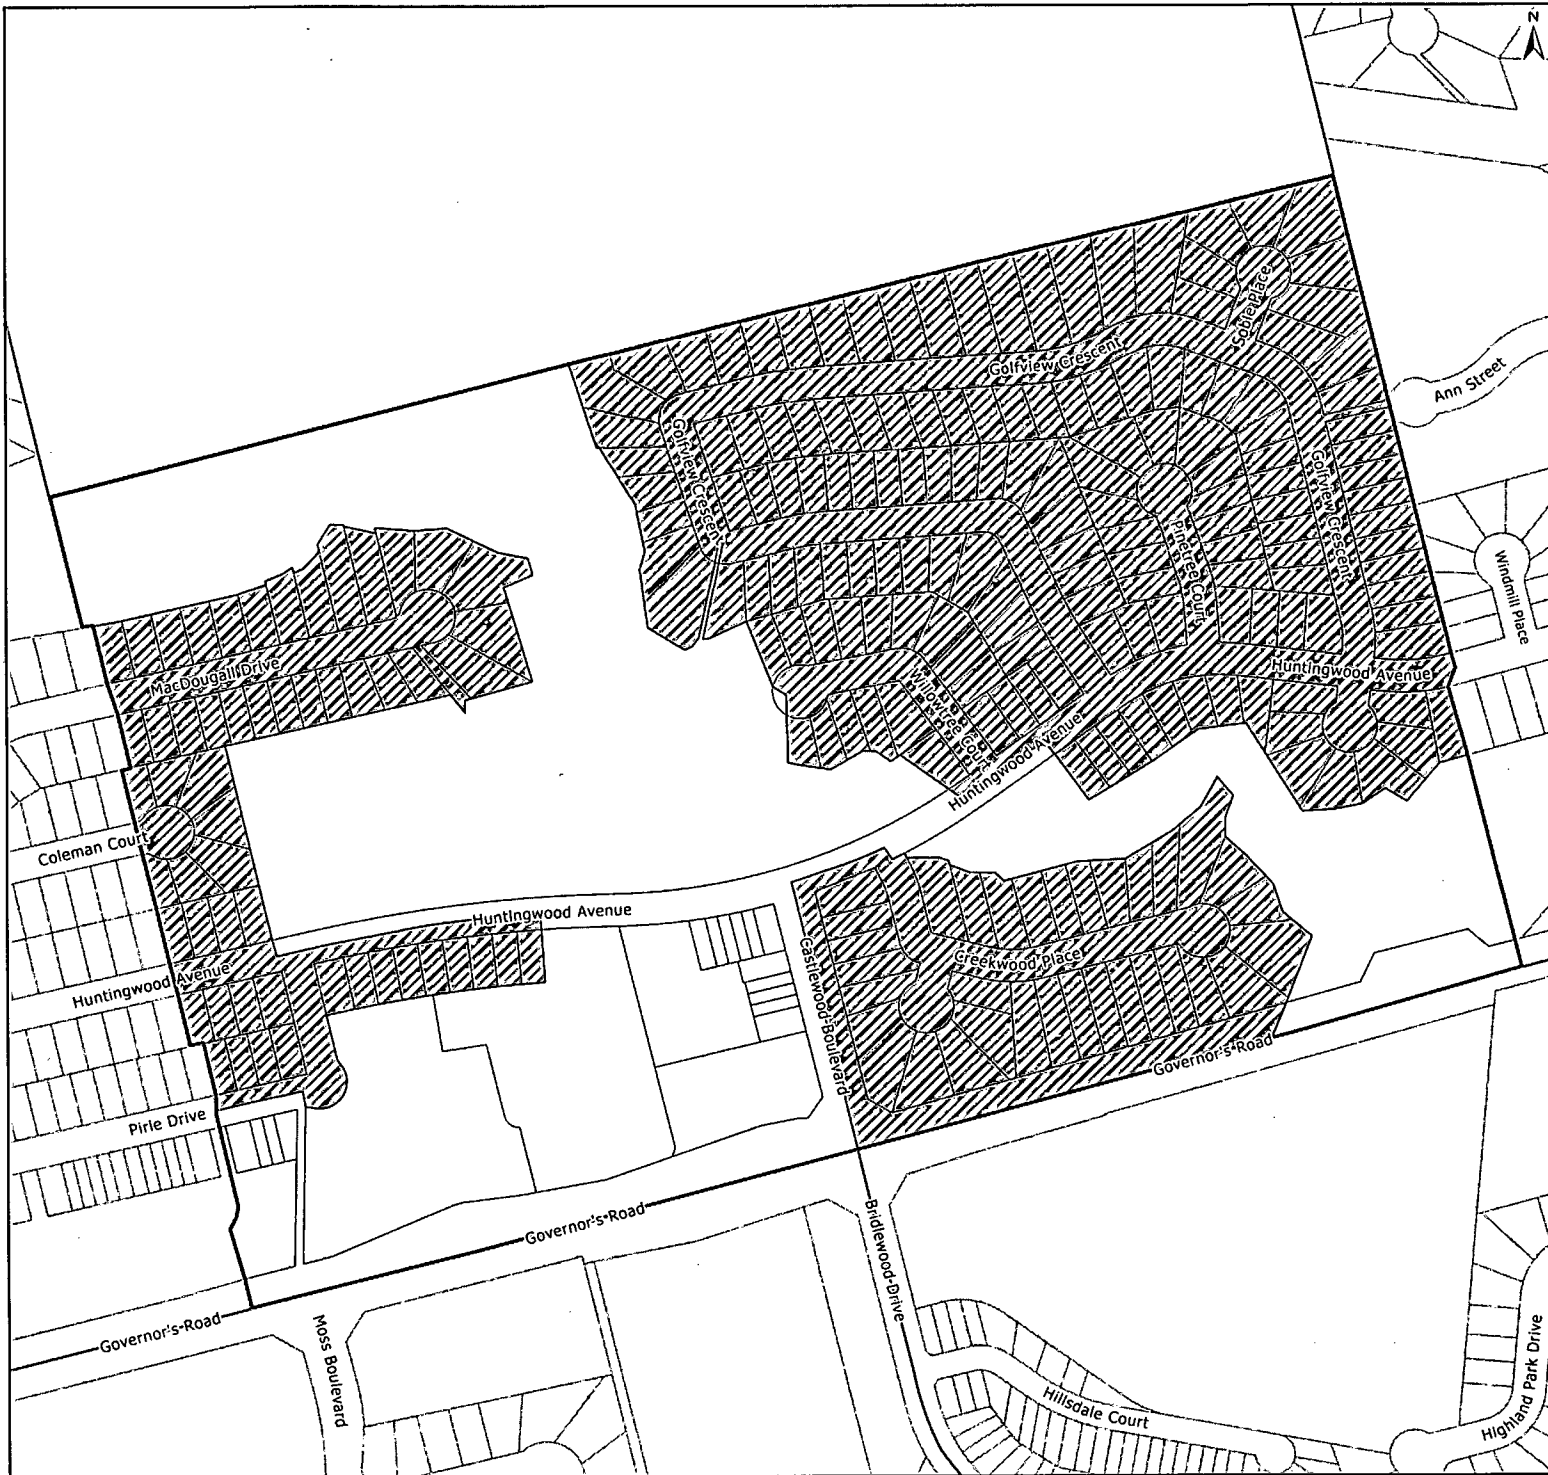 N
Soble Place
Golfview Crescent
Ann Street
Golfview Crescent
Golfview Crescent
Pinetree Court
Windmill Place
MacDougall Drive
Huntingwood Avenue
Willowtree Court
Huntingwood Avenue
Coleman Court
Huntingwood Avenue
Creekwood Place
Huntingwood Avenue
Castlewood Boulevard
Governor's Road
Pirie Drive
Governor's Road
Bridlewood Drive
Governor's Road
Moss Boulevard
Hillsdale Court
Highland Park Drive